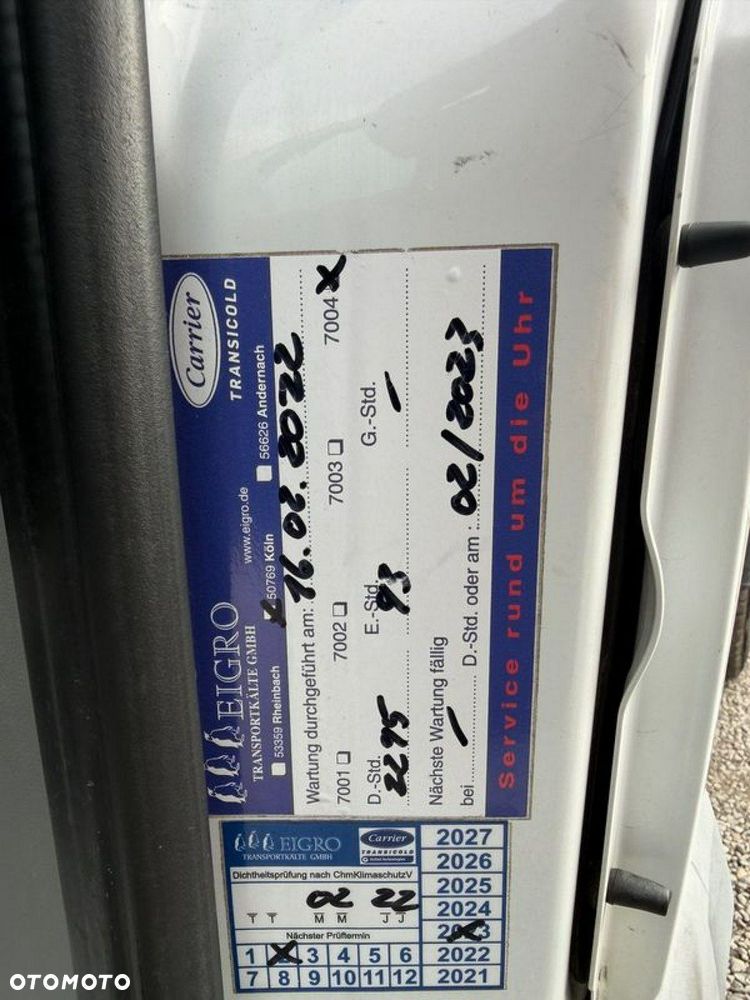 Carrier
TRANSICOLD
EIGRO
TRANSPORTKÄLTE GMBH
www.eigro.de
53359 Rheinbach
50769 Köln
56626 Andernach
Wartung durchgeführt am: 16.02.2022
7001 7002 7003 7004 X
D.-Std. E.-Std. G.-Std.
2295 93 –
Nächste Wartung fällig
bei – D.-Std. oder am: 02/2023
Service rund um die Uhr
EIGRO
TRANSPORTKÄLTE GMBH
Carrier
TRANSICOLD
United Technologies
Dichtheitsprüfung nach ChemKlimaschutzV
02 22
T T M M J J
Nächster Prüftermin
1 2 3 4 5 6
7 8 9 10 11 12
2027
2026
2025
2024
2023
2022
2021
OTOMOTO